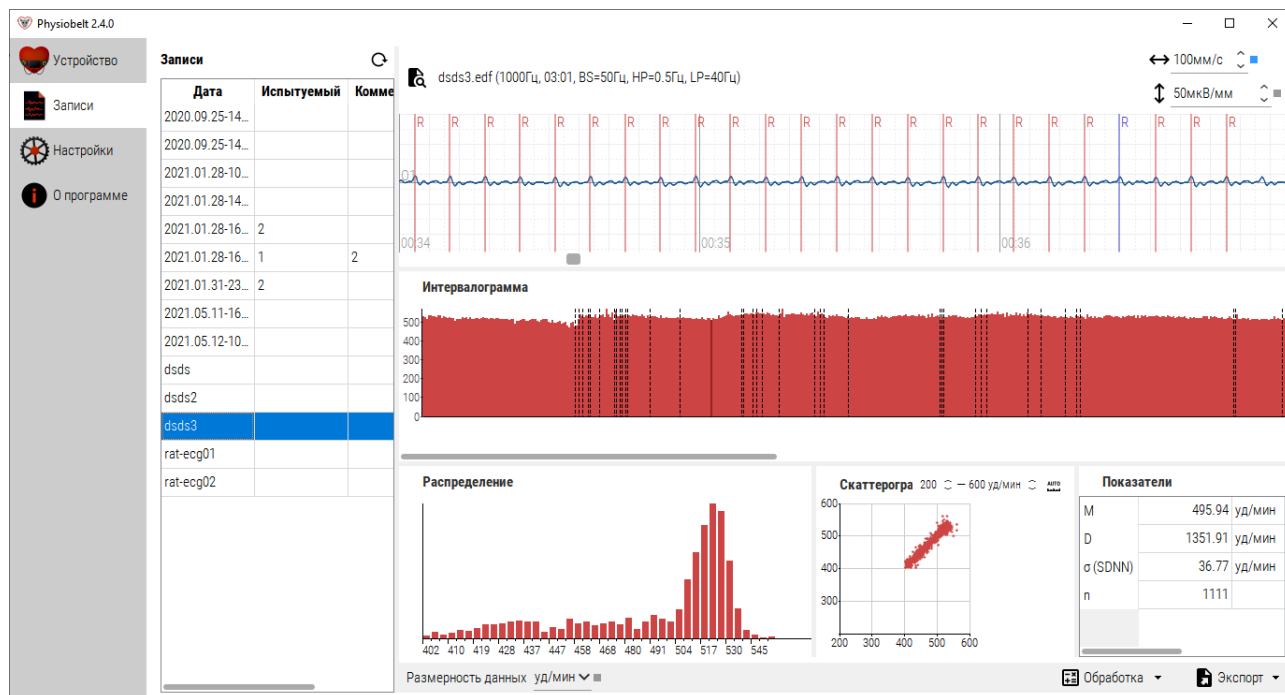 Physiobelt 2.4.0
Устройство
Записи
Настройки
О программе
Записи
Дата Испытуемый Комме
2020.09.25-14...
2020.09.25-14...
2021.01.28-10...
2021.01.28-14...
2021.01.28-16... 2
2021.01.28-16... 1 2
2021.01.31-23... 2
2021.05.11-16...
2021.05.12-10...
dsds
dsds2
dsds3
rat-ecg01
rat-ecg02
dsds3.edf (1000Гц, 03:01, BS=50Гц, HP=0.5Гц, LP=40Гц)
100мм/с
50мкВ/мм
R R R R R R R R R R R R R R R R R R R R R R R R
00:34 00:35 00:36
Интервалограмма
500
400
300
200
100
0
Распределение
402 410 419 428 437 447 458 468 480 491 504 517 530 545
Скаттерогра 200 — 600 уд/мин AUTO
600
500
400
300
200 300 400 500 600
Показатели
M 495.94 уд/мин
D 1351.91 уд/мин
σ (SDNN) 36.77 уд/мин
n 1111
Размерность данных уд/мин
Обработка
Экспорт